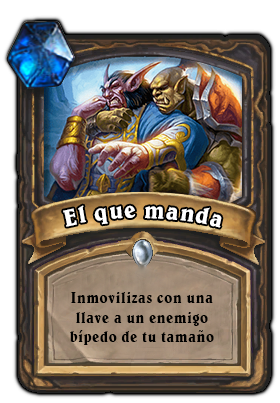 El que manda
Inmovilizas con una
llave a un enemigo
bípedo de tu tamaño